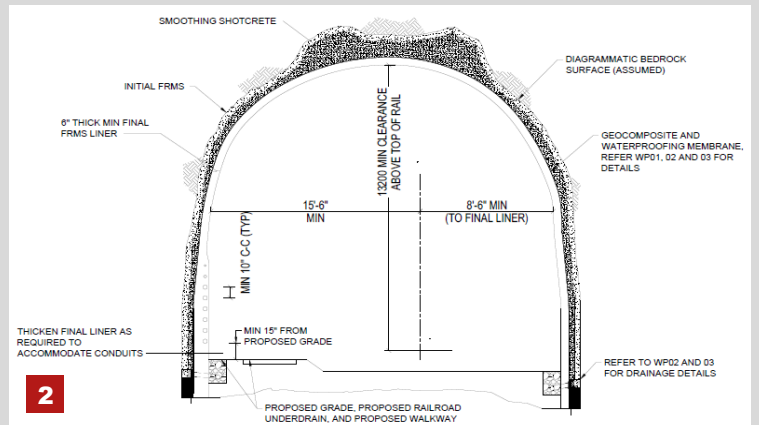 SMOOTHING SHOTCRETE
DIAGRAMMATIC BEDROCK
SURFACE (ASSUMED)
INITIAL FRMS
6" THICK MIN FINAL
FRMS LINER
13200 MIN CLEARANCE
ABOVE TOP OF RAIL
GEOCOMPOSITE AND
WATERPROOFING MEMBRANE,
REFER WP01, 02 AND 03 FOR
DETAILS
15'-6"
MIN
8'-6" MIN
(TO FINAL LINER)
MIN 10" C-C (TYP)
THICKEN FINAL LINER AS
REQUIRED TO
ACCOMMODATE CONDUITS
MIN 15" FROM
PROPOSED GRADE
REFER TO WP02 AND 03
FOR DRAINAGE DETAILS
2
PROPOSED GRADE, PROPOSED RAILROAD
UNDERDRAIN, AND PROPOSED WALKWAY